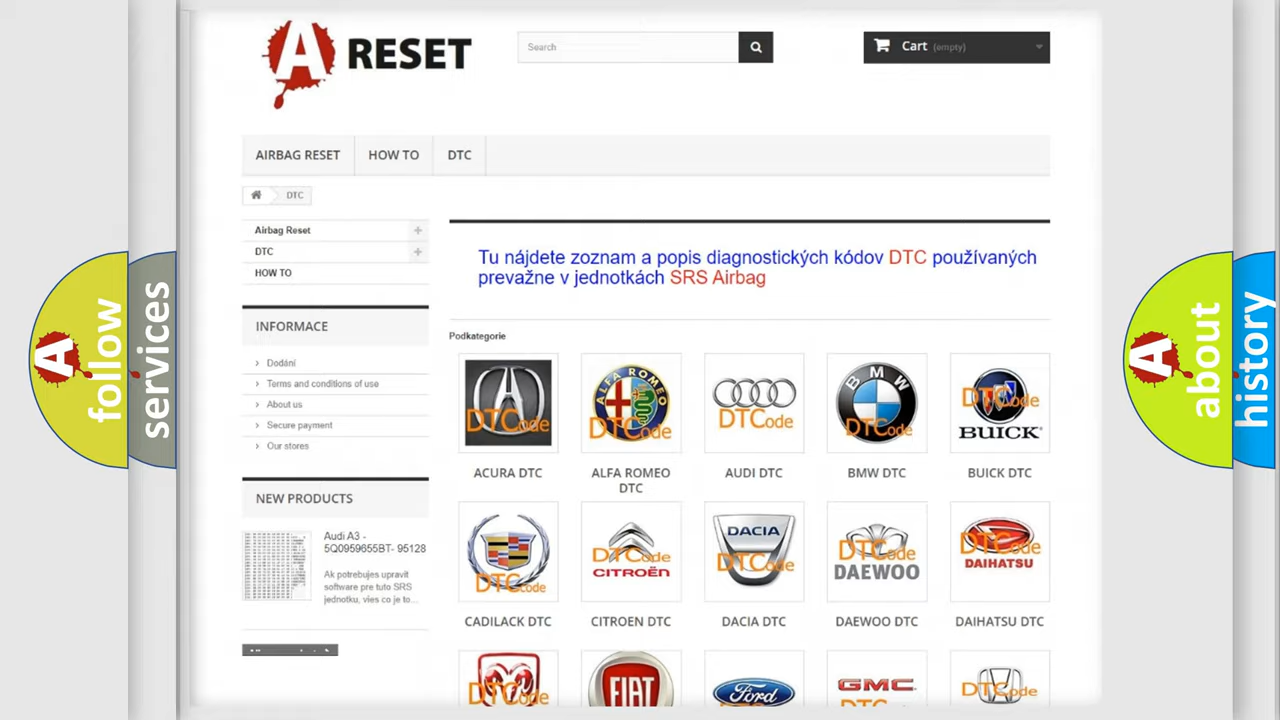 A RESET
Search
Cart (empty)
AIRBAG RESET
HOW TO
DTC
DTC
Airbag Reset
DTC
HOW TO
INFORMACE
Dodání
Terms and conditions of use
About us
Secure payment
Our stores
NEW PRODUCTS
Audi A3 -
5Q0959655BT- 95128
Ak potrebujes upravit
software pre tuto SRS
jednotku, vies co je to...
Tu nájdete zoznam a popis diagnostických kódov DTC používaných
prevažne v jednotkách SRS Airbag
Podkategorie
DTCode
ALFA ROMEO
DTCode
DTCode
BMW
DTCode
DTCode
BUICK
ACURA DTC
ALFA ROMEO
DTC
AUDI DTC
BMW DTC
BUICK DTC
DTCode
DTCode
CITROËN
DACIA
DTCode
DTCode
DAEWOO
DTCode
DAIHATSU
CADILACK DTC
CITROEN DTC
DACIA DTC
DAEWOO DTC
DAIHATSU DTC
DTCode
FIAT
Ford
GMC
DTCode
A follow
services
A about
history